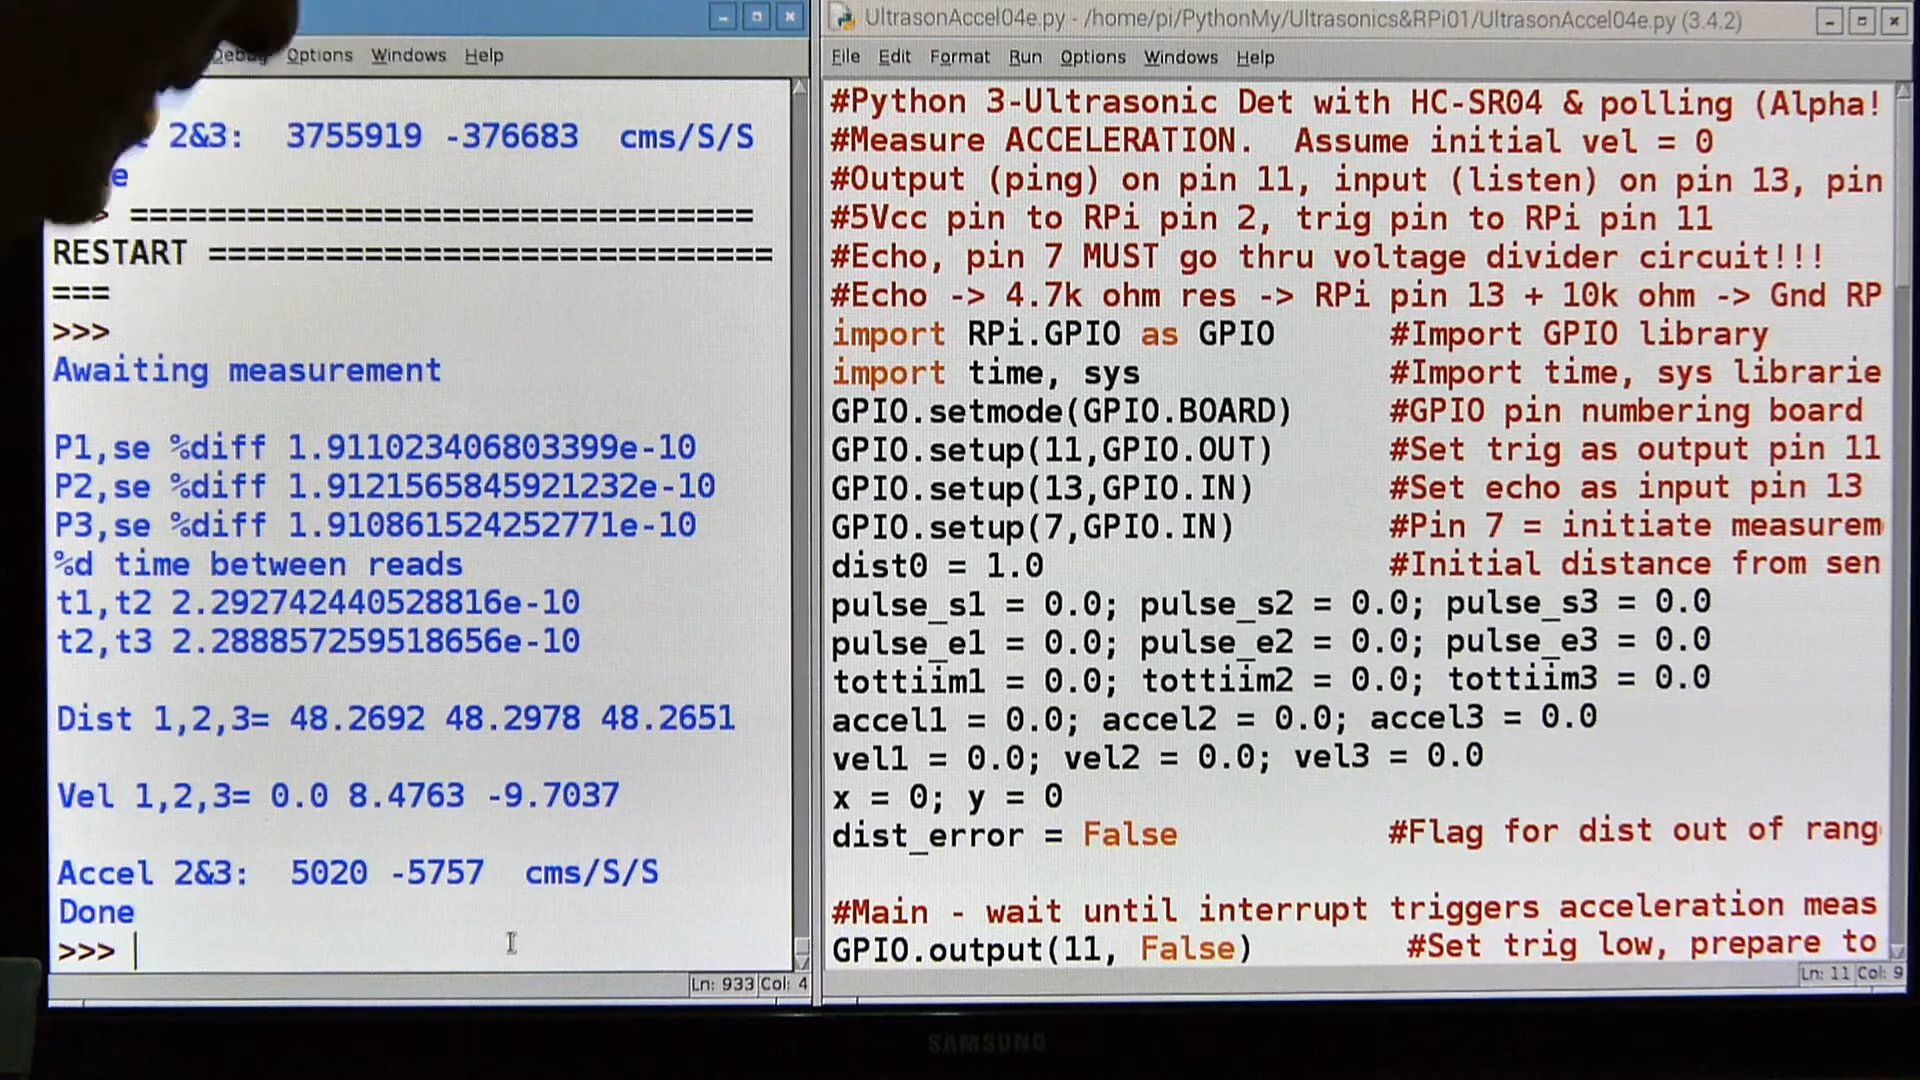 Debug Options Windows Help
2&3: 3755919 -376683 cms/S/S
e
> ================================
RESTART =============================
===
>>>
Awaiting measurement
P1,se %diff 1.911023406803399e-10
P2,se %diff 1.9121565845921232e-10
P3,se %diff 1.910861524252771e-10
%d time between reads
t1,t2 2.292742440528816e-10
t2,t3 2.288857259518656e-10
Dist 1,2,3= 48.2692 48.2978 48.2651
Vel 1,2,3= 0.0 8.4763 -9.7037
Accel 2&3: 5020 -5757 cms/S/S
Done
>>>
Ln: 933 Col: 4
UltrasonAccel04e.py - /home/pi/PythonMy/Ultrasonics&RPi01/UltrasonAccel04e.py (3.4.2)
File Edit Format Run Options Windows Help
#Python 3-Ultrasonic Det with HC-SR04 & polling (Alpha!
#Measure ACCELERATION. Assume initial vel = 0
#Output (ping) on pin 11, input (listen) on pin 13, pin
#5Vcc pin to RPi pin 2, trig pin to RPi pin 11
#Echo, pin 7 MUST go thru voltage divider circuit!!!
#Echo -> 4.7k ohm res -> RPi pin 13 + 10k ohm -> Gnd RP
import RPi.GPIO as GPIO #Import GPIO library
import time, sys #Import time, sys librarie
GPIO.setmode(GPIO.BOARD) #GPIO pin numbering board
GPIO.setup(11,GPIO.OUT) #Set trig as output pin 11
GPIO.setup(13,GPIO.IN) #Set echo as input pin 13
GPIO.setup(7,GPIO.IN) #Pin 7 = initiate measurem
dist0 = 1.0 #Initial distance from sen
pulse_s1 = 0.0; pulse_s2 = 0.0; pulse_s3 = 0.0
pulse_e1 = 0.0; pulse_e2 = 0.0; pulse_e3 = 0.0
tottiim1 = 0.0; tottiim2 = 0.0; tottiim3 = 0.0
accel1 = 0.0; accel2 = 0.0; accel3 = 0.0
vel1 = 0.0; vel2 = 0.0; vel3 = 0.0
x = 0; y = 0
dist_error = False #Flag for dist out of rang
#Main - wait until interrupt triggers acceleration meas
GPIO.output(11, False) #Set trig low, prepare to
Ln: 11 Col: 9
SAMSUNG